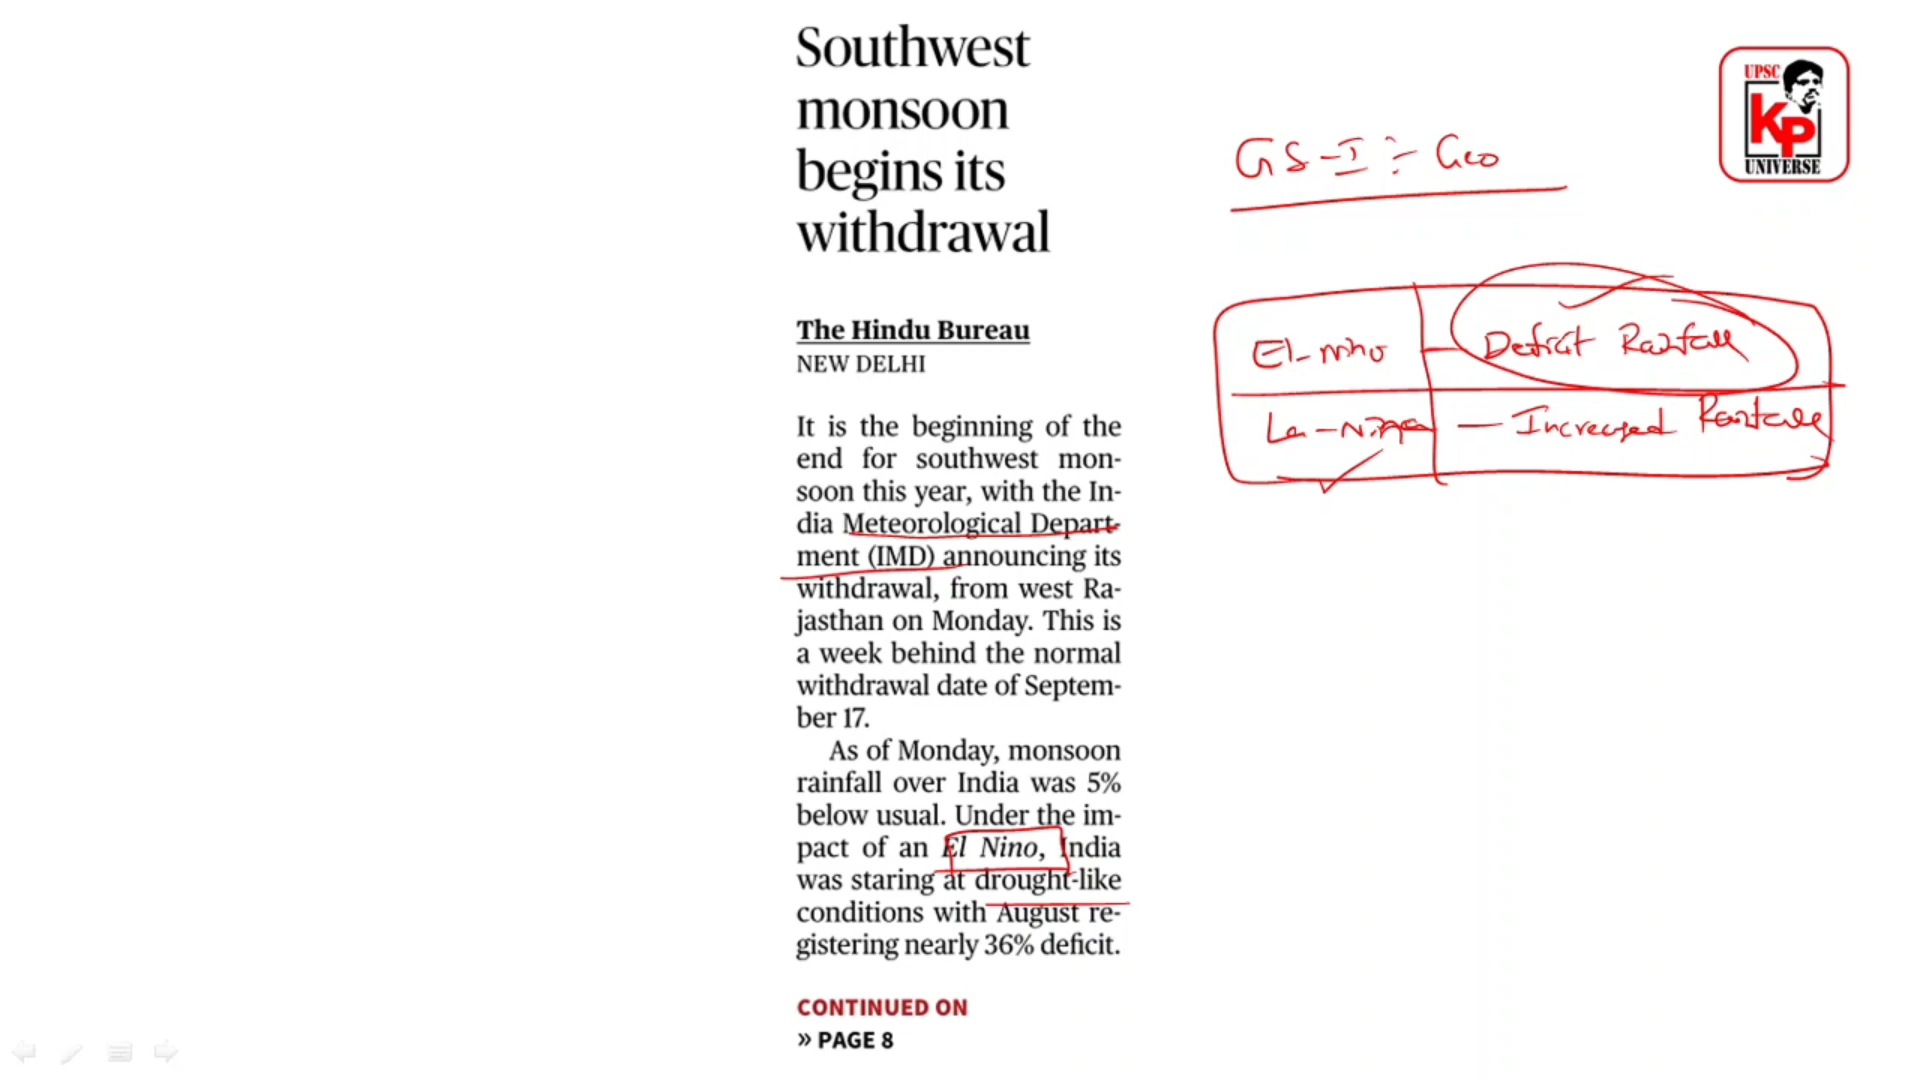 Southwest
monsoon
begins its
withdrawal
The Hindu Bureau
NEW DELHI
It is the beginning of the
end for southwest mon-
soon this year, with the In-
dia Meteorological Depart-
ment (IMD) announcing its
withdrawal, from west Ra-
jasthan on Monday. This is
a week behind the normal
withdrawal date of Septem-
ber 17.
As of Monday, monsoon
rainfall over India was 5%
below usual. Under the im-
pact of an El Nino, India
was staring at drought-like
conditions with August re-
gistering nearly 36% deficit.
CONTINUED ON
» PAGE 8
GS-I :- Geo
El-nino — Deficit Rainfall
La-Nina — Increased Rainfall
UPSC
KP
UNIVERSE